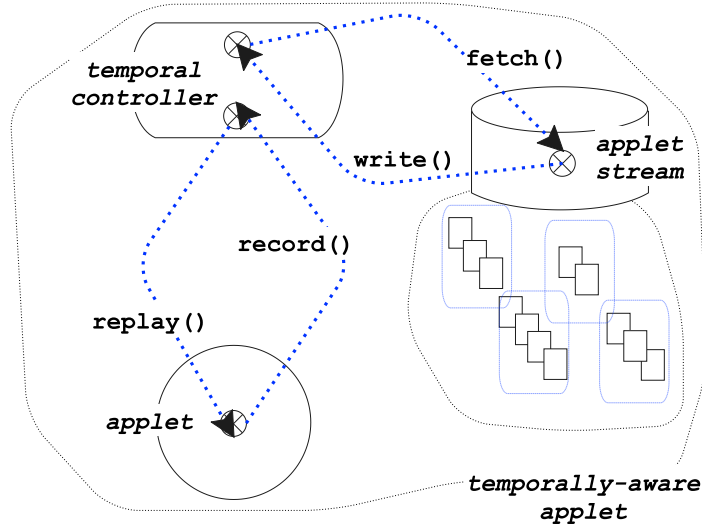 fetch()
temporal
controller
applet
stream
write()
record()
replay()
applet
temporally-aware
applet